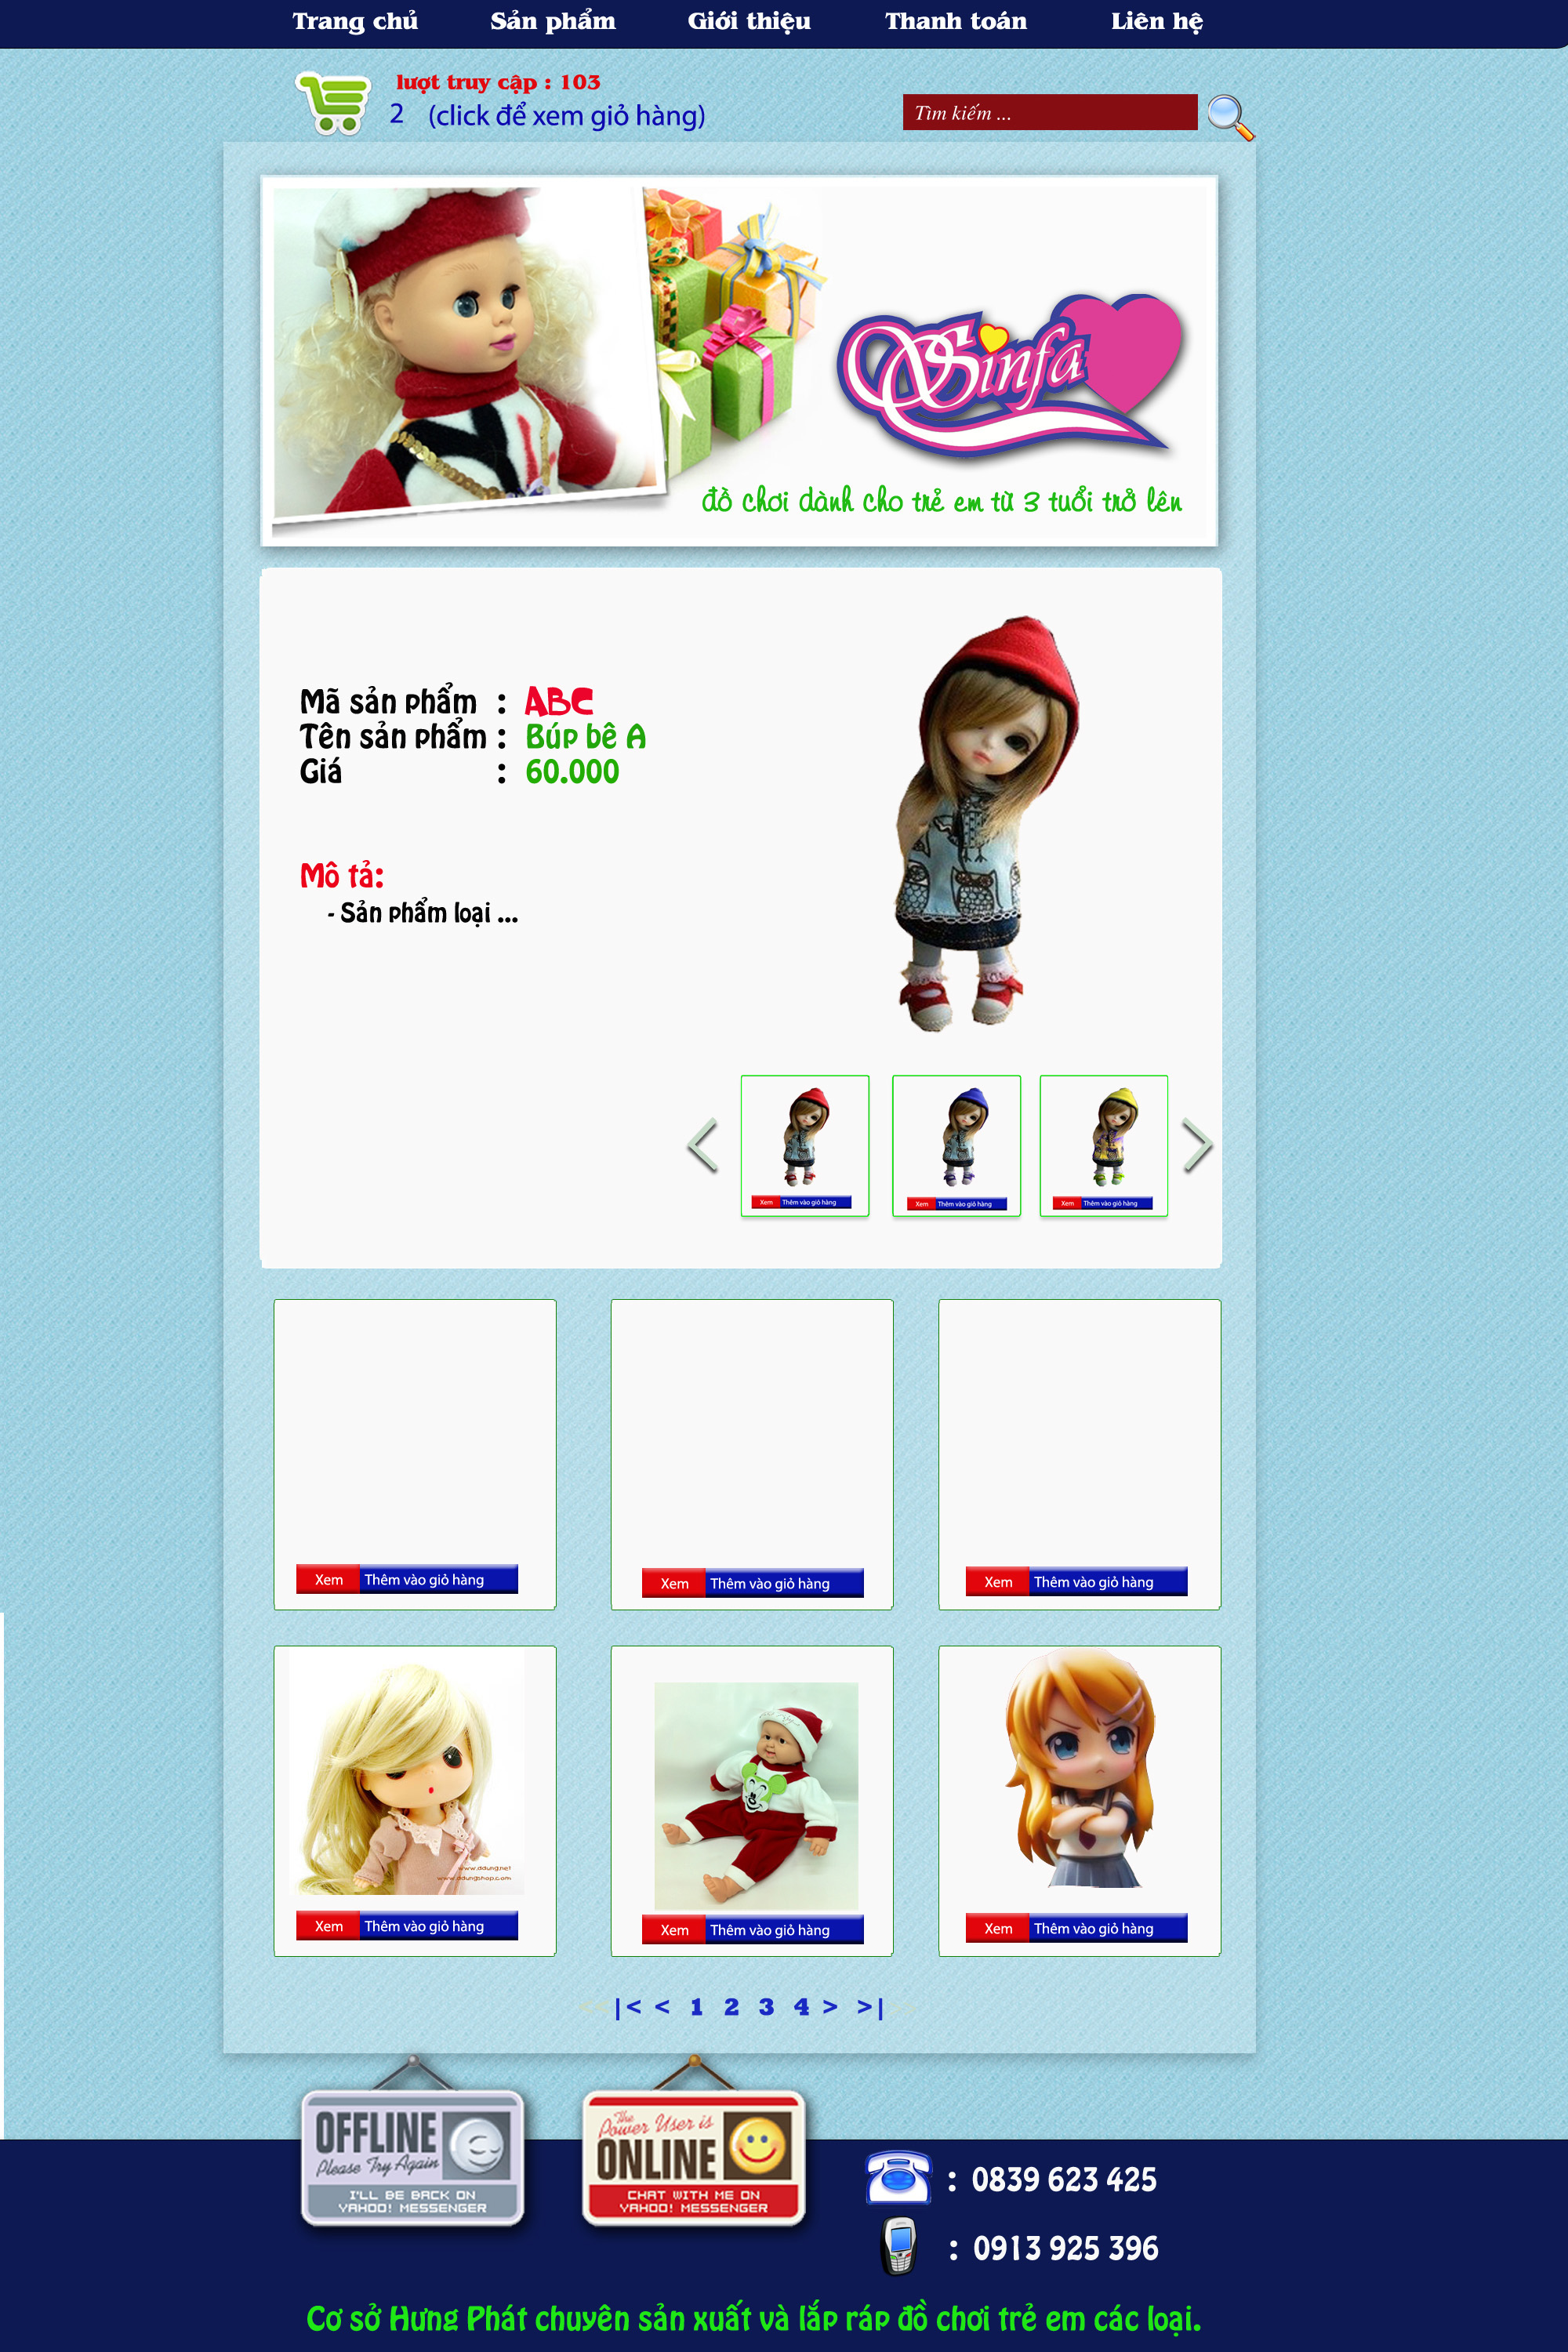 Trang chủ Sản phẩm Giới thiệu Thanh toán Liên hệ
lượt truy cập : 103
2 (click để xem giỏ hàng)
Tìm kiếm ...
Sinfa
đồ chơi dành cho trẻ em từ 3 tuổi trở lên
Mã sản phẩm : ABC
Tên sản phẩm : Búp bê A
Giá : 60.000
Mô tả:
- Sản phẩm loại ...
Xem Thêm vào giỏ hàng Xem Thêm vào giỏ hàng Xem Thêm vào giỏ hàng
Xem Thêm vào giỏ hàng Xem Thêm vào giỏ hàng Xem Thêm vào giỏ hàng
www.ddung.net
www.ddungshop.com
Xem Thêm vào giỏ hàng Xem Thêm vào giỏ hàng Xem Thêm vào giỏ hàng
|< < 1 2 3 4 > >|
OFFLINE
Please Try Again
I'LL BE BACK ON
YAHOO! MESSENGER
The
Power User is
ONLINE
CHAT WITH ME ON
YAHOO! MESSENGER
: 0839 623 425
: 0913 925 396
Cơ sở Hưng Phát chuyên sản xuất và lắp ráp đồ chơi trẻ em các loại.